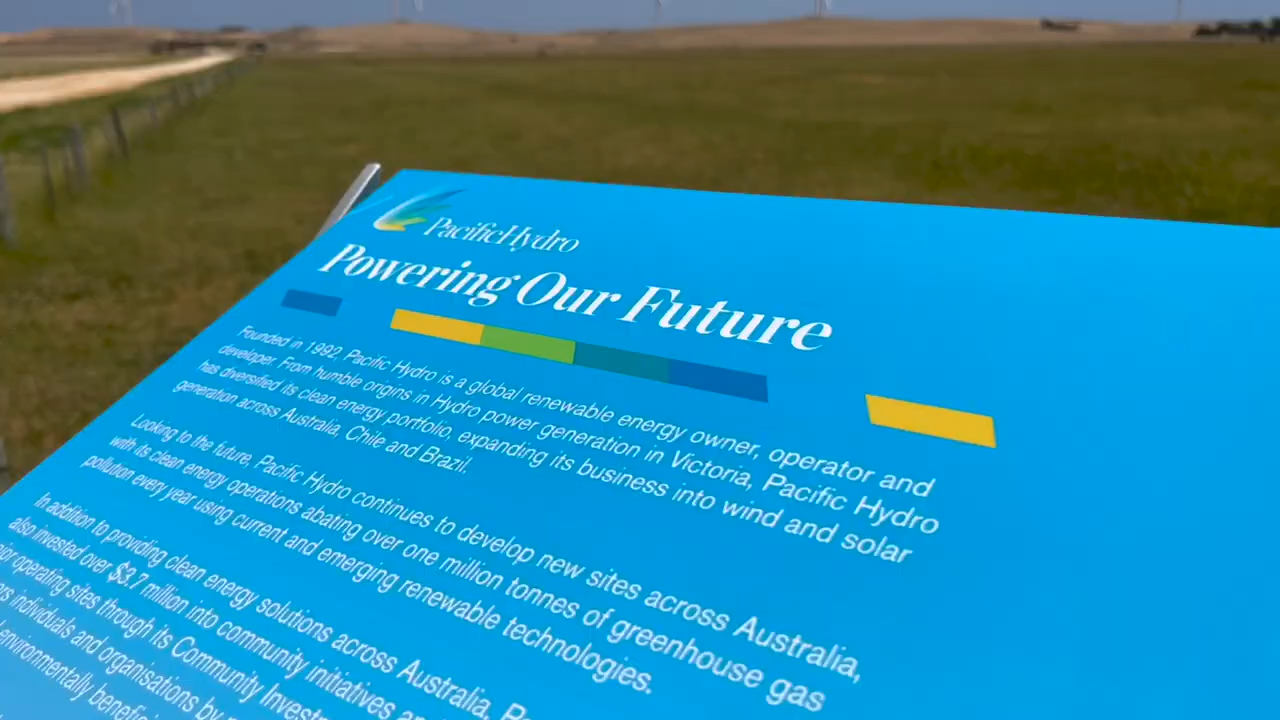 PacificHydro
Powering Our Future
Founded in 1992, Pacific Hydro is a global renewable energy owner, operator and
developer. From humble origins in Hydro power generation in Victoria, Pacific Hydro
has diversified its clean energy portfolio, expanding its business into wind and solar
generation across Australia, Chile and Brazil.
Looking to the future, Pacific Hydro continues to develop new sites across Australia,
with its clean energy operations abating over one million tonnes of greenhouse gas
pollution every year using current and emerging renewable technologies.
In addition to providing clean energy solutions across Australia,
also invested over $3.7 million into community initiatives
operating sites through its Community
individuals and organisations by
environmentally